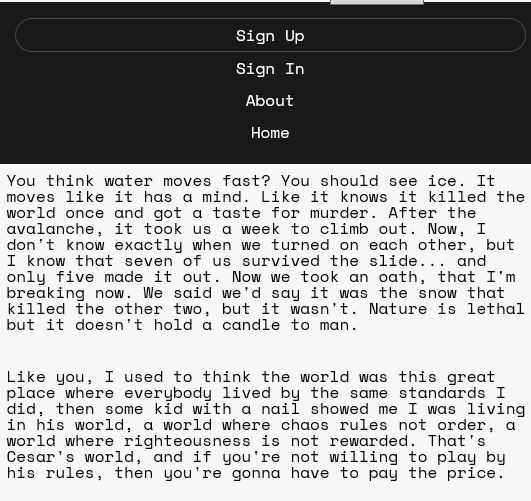 Sign Up
Sign In
About
Home
You think water moves fast? You should see ice. It
moves like it has a mind. Like it knows it killed the
world once and got a taste for murder. After the
avalanche, it took us a week to climb out. Now, I
don't know exactly when we turned on each other, but
I know that seven of us survived the slide... and
only five made it out. Now we took an oath, that I'm
breaking now. We said we'd say it was the snow that
killed the other two, but it wasn't. Nature is lethal
but it doesn't hold a candle to man.
Like you, I used to think the world was this great
place where everybody lived by the same standards I
did, then some kid with a nail showed me I was living
in his world, a world where chaos rules not order, a
world where righteousness is not rewarded. That's
Cesar's world, and if you're not willing to play by
his rules, then you're gonna have to pay the price.